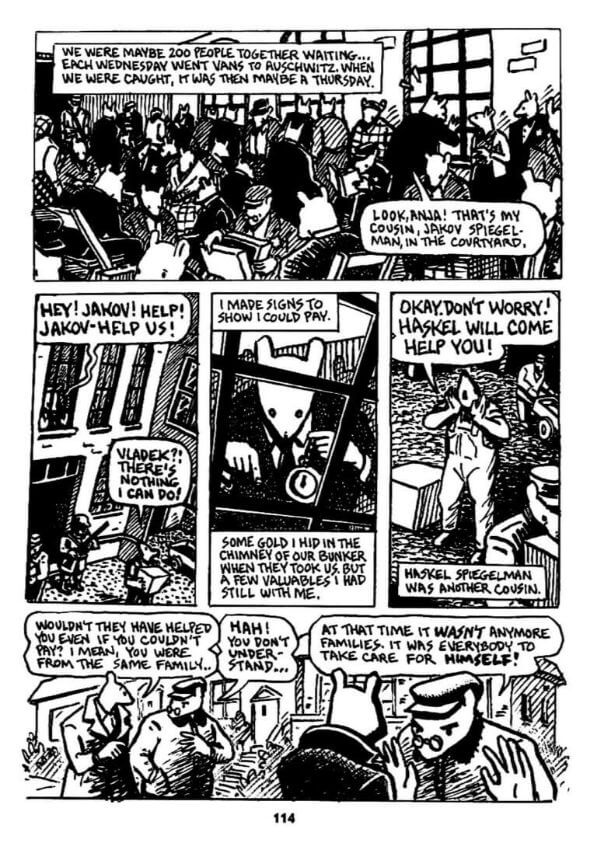 WE WERE MAYBE 200 PEOPLE TOGETHER WAITING...
EACH WEDNESDAY WENT VANS TO AUSCHWITZ. WHEN
WE WERE CAUGHT, IT WAS THEN MAYBE A THURSDAY.
LOOK, ANJA! THAT'S MY
COUSIN, JAKOV SPIEGEL-
MAN, IN THE COURTYARD.
HEY! JAKOV! HELP!
JAKOV-HELP US!
VLADEK?!
THERE'S
NOTHING
I CAN DO!
I MADE SIGNS TO
SHOW I COULD PAY.
SOME GOLD I HID IN THE
CHIMNEY OF OUR BUNKER
WHEN THEY TOOK US. BUT
A FEW VALUABLES I HAD
STILL WITH ME.
OKAY. DON'T WORRY!
HASKEL WILL COME
HELP YOU!
HASKEL SPIEGELMAN
WAS ANOTHER COUSIN.
WOULDN'T THEY HAVE HELPED
YOU EVEN IF YOU COULDN'T
PAY? I MEAN, YOU WERE
FROM THE SAME FAMILY..
HAH!
YOU DON'T
UNDER-
STAND...
AT THAT TIME IT WASN'T ANYMORE
FAMILIES. IT WAS EVERYBODY TO
TAKE CARE FOR HIMSELF!
114